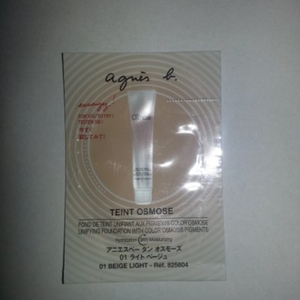 agnès b.
TEINT OSMOSE
FOND DE TEINT UNIFIANT AUX PIGMENTS COLOR OSMOSE
UNIFYING FOUNDATION WITH COLOR OSMOSIS PIGMENTS
アニエスベー タン オスモーズ
01 ライト ベージュ
01 BEIGE LIGHT - Réf. 825604